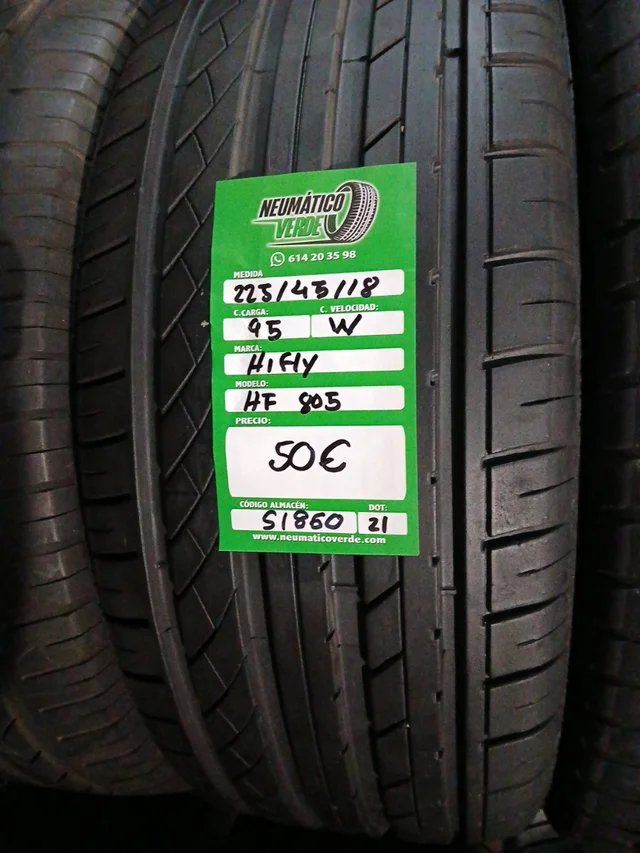 NEUMÁTICO
VERDE
614 20 35 98
MEDIDA
225/45/18
C.CARGA: C. VELOCIDAD:
95 W
MARCA:
HIFly
MODELO:
HF 805
PRECIO:
50€
CÓDIGO ALMACÉN: DOT:
S1860 21
www.neumaticoverde.com